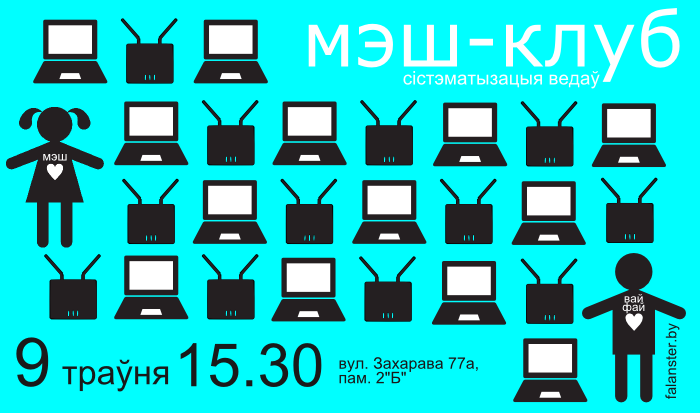 мэш-клуб
сістэматызацыя ведаў
мэш
вай
фай
9 траўня 15.30
вул. Захарава 77а,
пам. 2"Б"
falanster.by